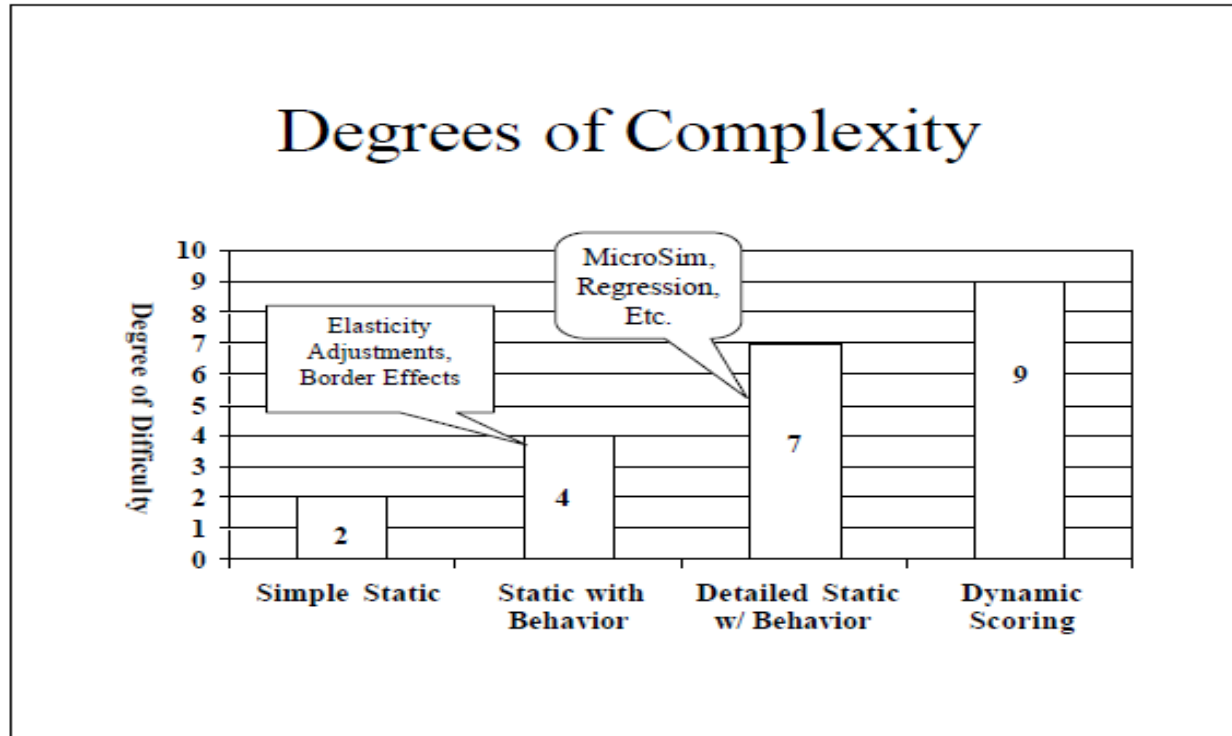 Degrees of Complexity
10
9
8
7
6
5
4
3
2
1
0
Degree of Difficulty
Elasticity
Adjustments,
Border Effects
MicroSim,
Regression,
Etc.
2
4
7
9
Simple Static
Static with
Behavior
Detailed Static
w/ Behavior
Dynamic
Scoring